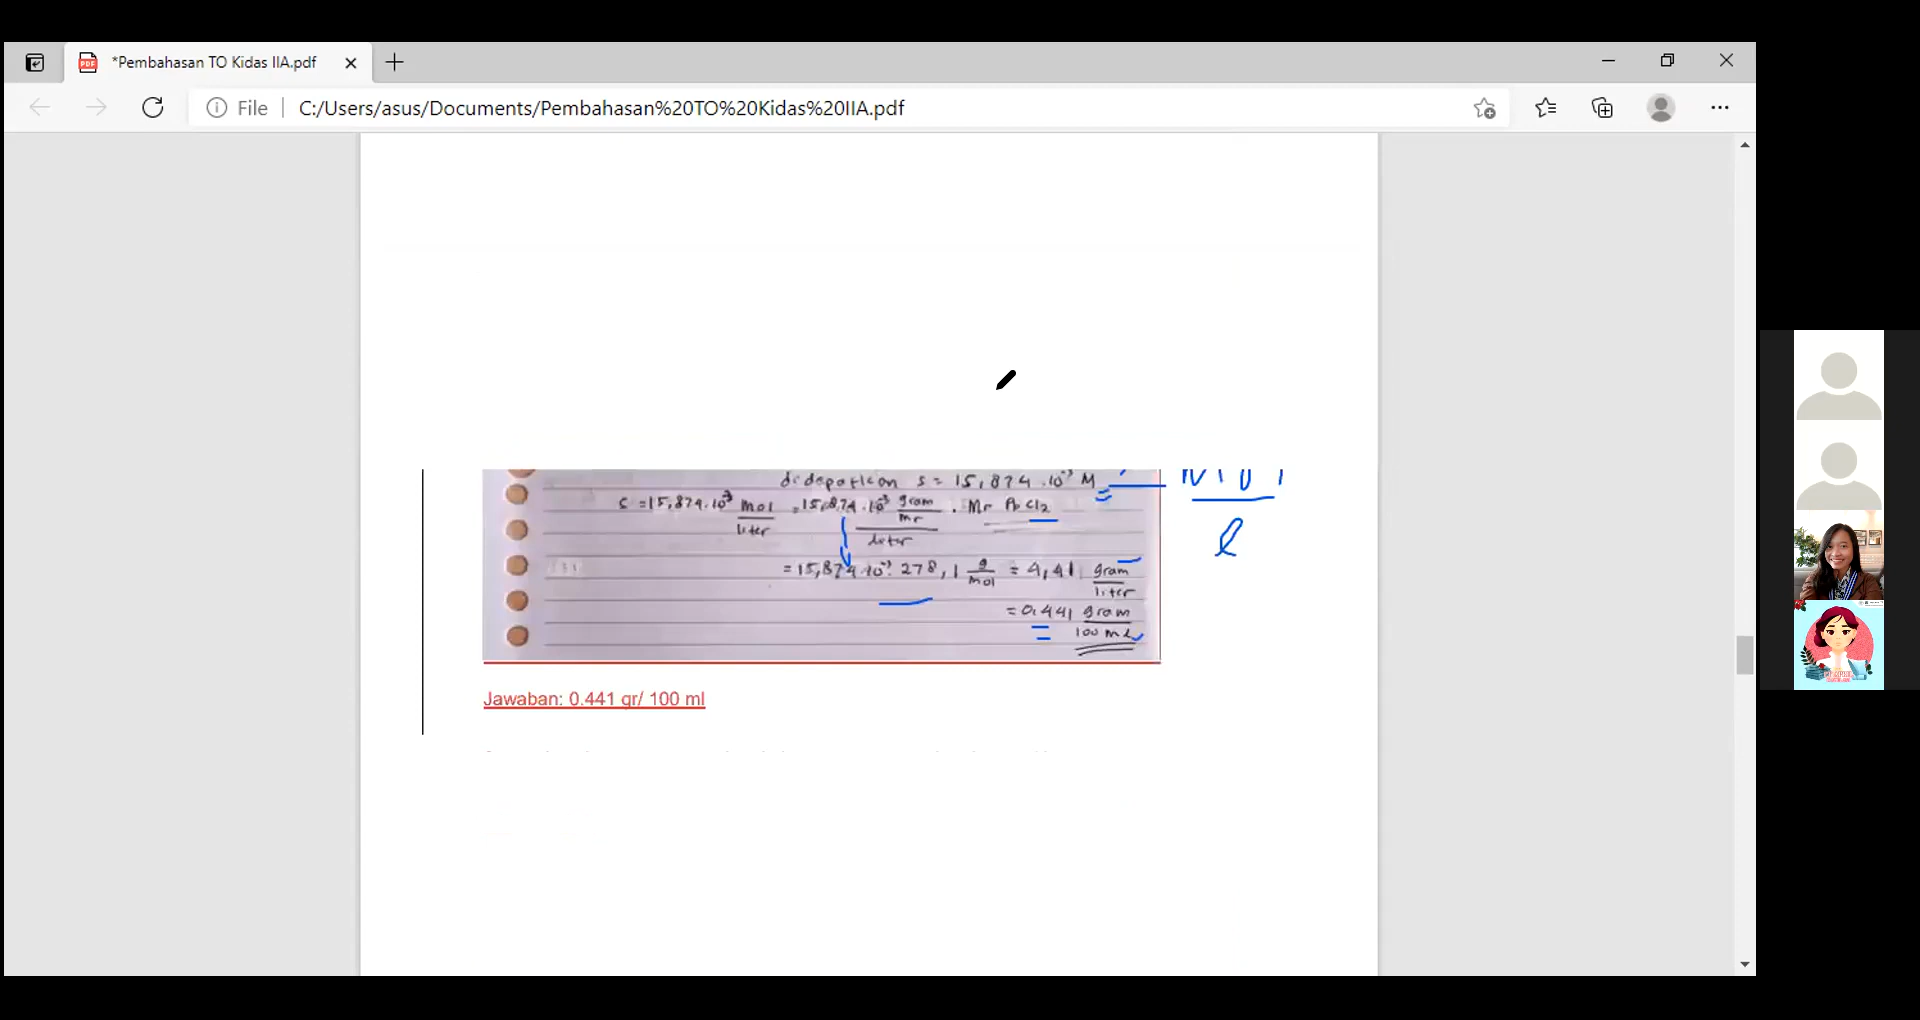 *Pembahasan TO Kidas IIA.pdf
File C:/Users/asus/Documents/Pembahasan%20TO%20Kidas%20IIA.pdf
didapatkan s = 15,874 . 10⁻³ M
s = 15,874 . 10⁻³ mol/liter = 15,874 . 10⁻³ gram/mr/liter . Mr Pb Cl2
l
= 15,874 . 10⁻³ . 278,1 g/mol = 4,41 gram/liter
= 0,441 gram/100 ml
Jawaban: 0.441 gr/ 100 ml